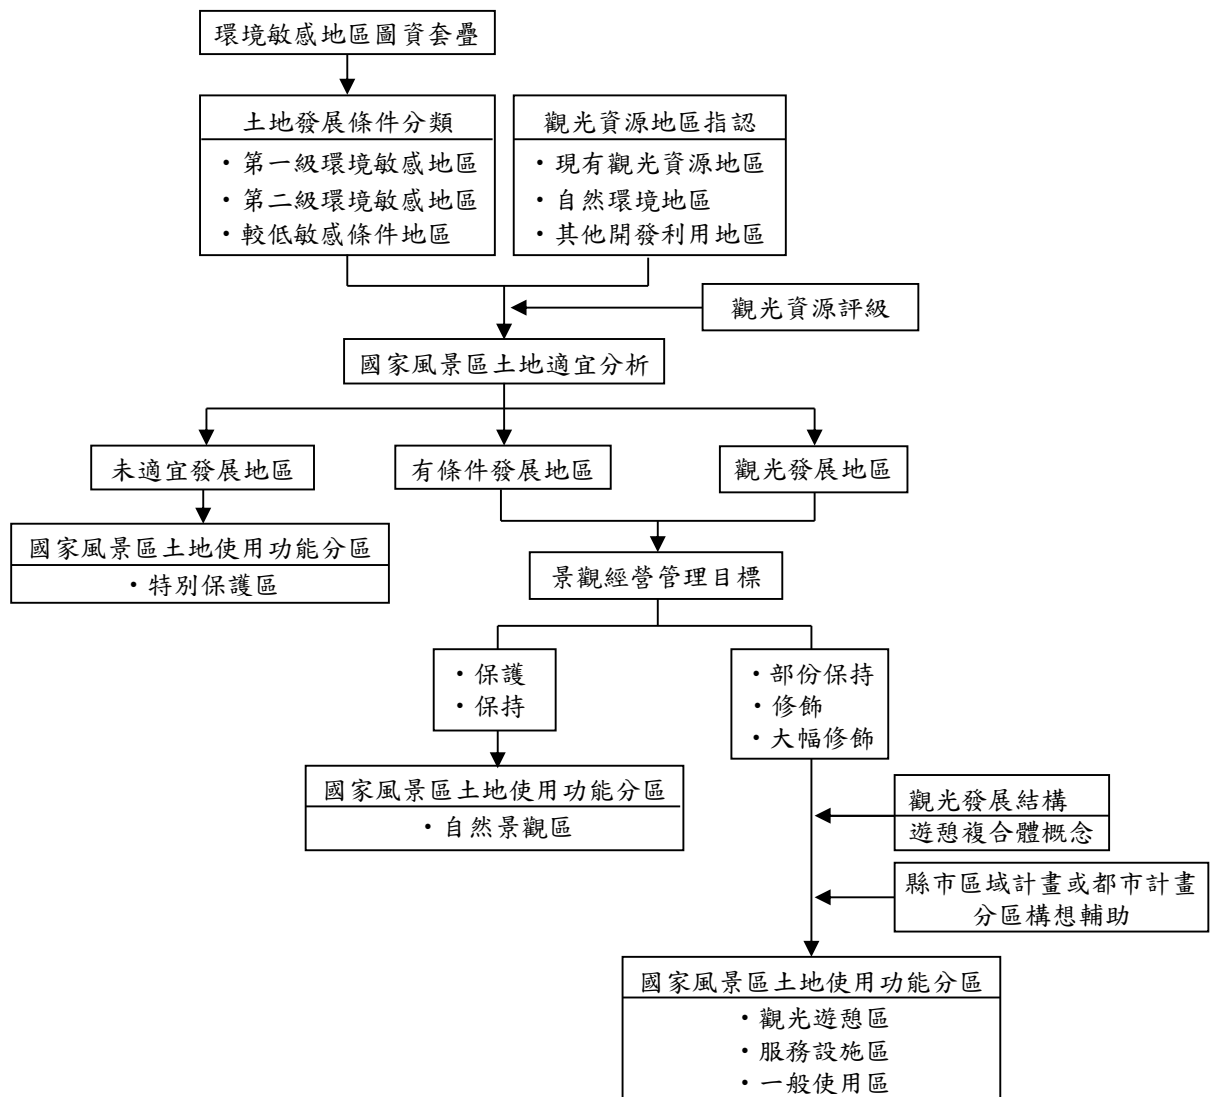 環境敏感地區圖資套疊
土地發展條件分類
・第一級環境敏感地區
・第二級環境敏感地區
・較低敏感條件地區
觀光資源地區指認
・現有觀光資源地區
・自然環境地區
・其他開發利用地區
觀光資源評級
國家風景區土地適宜分析
未適宜發展地區
有條件發展地區
觀光發展地區
國家風景區土地使用功能分區
・特別保護區
景觀經營管理目標
・保護
・保持
・部份保持
・修飾
・大幅修飾
國家風景區土地使用功能分區
・自然景觀區
觀光發展結構
遊憩複合體概念
縣市區域計畫或都市計畫
分區構想輔助
國家風景區土地使用功能分區
・觀光遊憩區
・服務設施區
・一般使用區